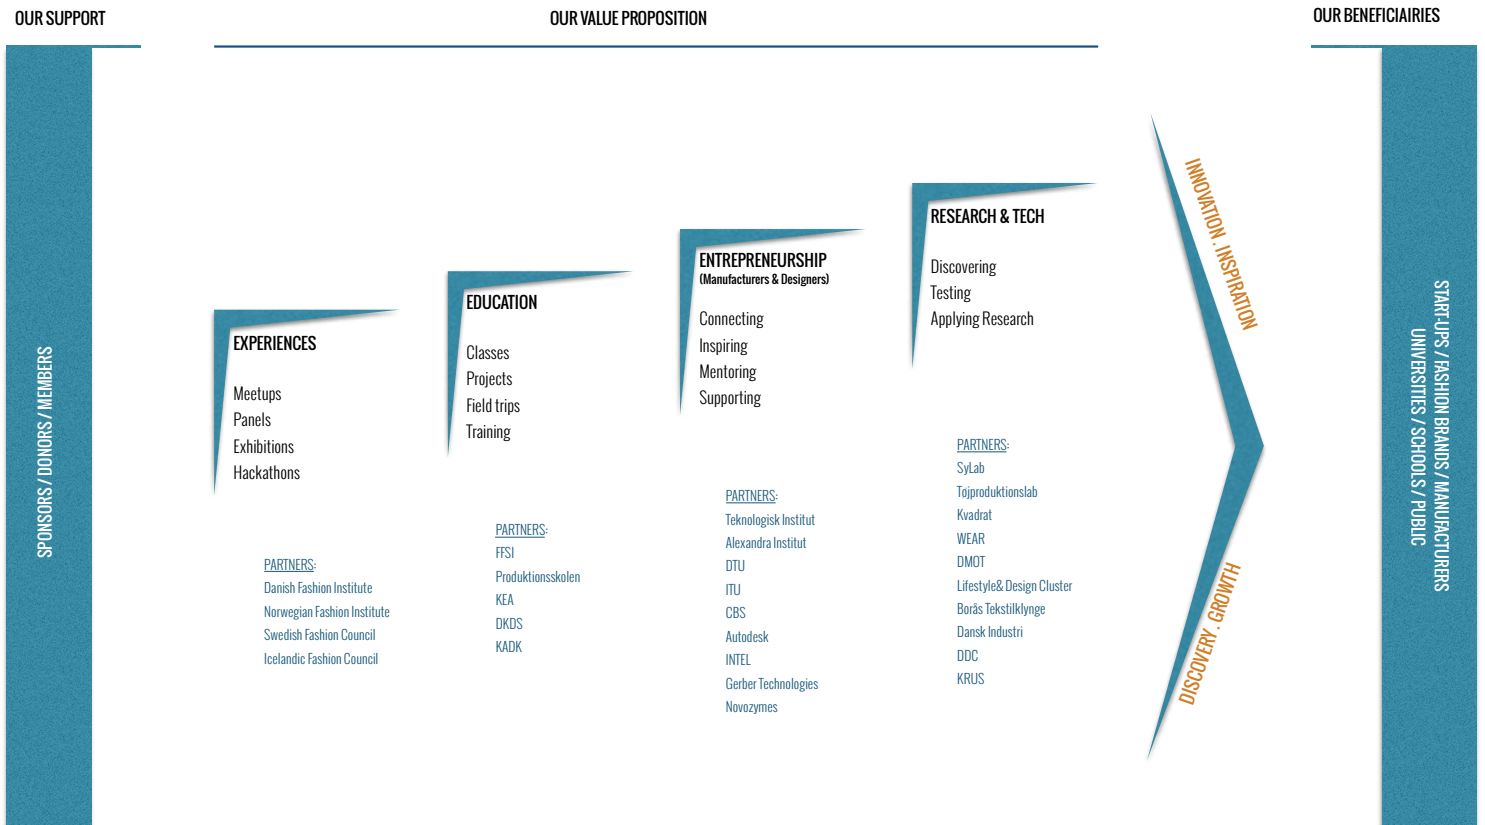 OUR SUPPORT
OUR VALUE PROPOSITION
OUR BENEFICIAIRIES
SPONSORS / DONORS / MEMBERS
EXPERIENCES
Meetups
Panels
Exhibitions
Hackathons
PARTNERS:
Danish Fashion Institute
Norwegian Fashion Institute
Swedish Fashion Council
Icelandic Fashion Council
EDUCATION
Classes
Projects
Field trips
Training
PARTNERS:
FFSI
Produktionsskolen
KEA
DKDS
KADK
ENTREPRENEURSHIP
(Manufacturers & Designers)
Connecting
Inspiring
Mentoring
Supporting
PARTNERS:
Teknologisk Institut
Alexandra Institut
DTU
ITU
CBS
Autodesk
INTEL
Gerber Technologies
Novozymes
RESEARCH & TECH
Discovering
Testing
Applying Research
PARTNERS:
SyLab
Tøjproduktionslab
Kvadrat
WEAR
DMOT
Lifestyle& Design Cluster
Borås Tekstilklynge
Dansk Industri
DDC
KRUS
INNOVATION . INSPIRATION
DISCOVERY . GROWTH
START-UPS / FASHION BRANDS / MANUFACTURERS
UNIVERSITIES / SCHOOLS / PUBLIC